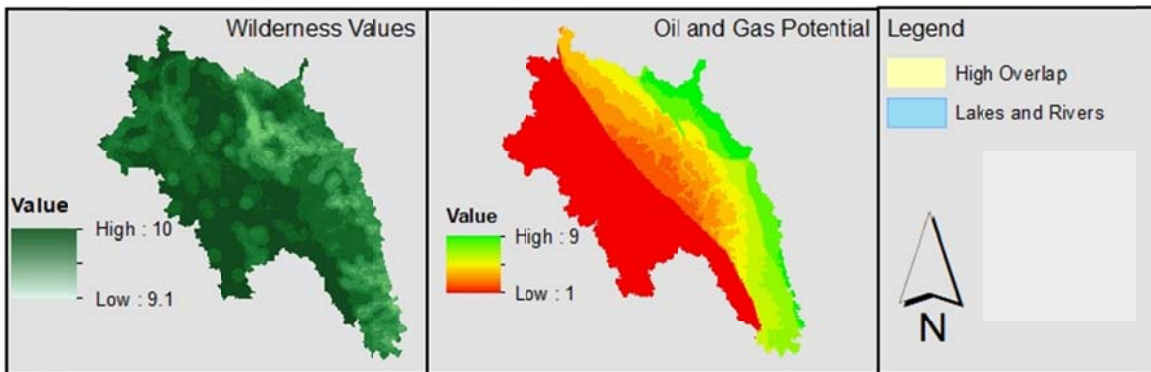 Wilderness Values
Value
High : 10
Low : 9.1
Oil and Gas Potential
Value
High : 9
Low : 1
Legend
High Overlap
Lakes and Rivers
N